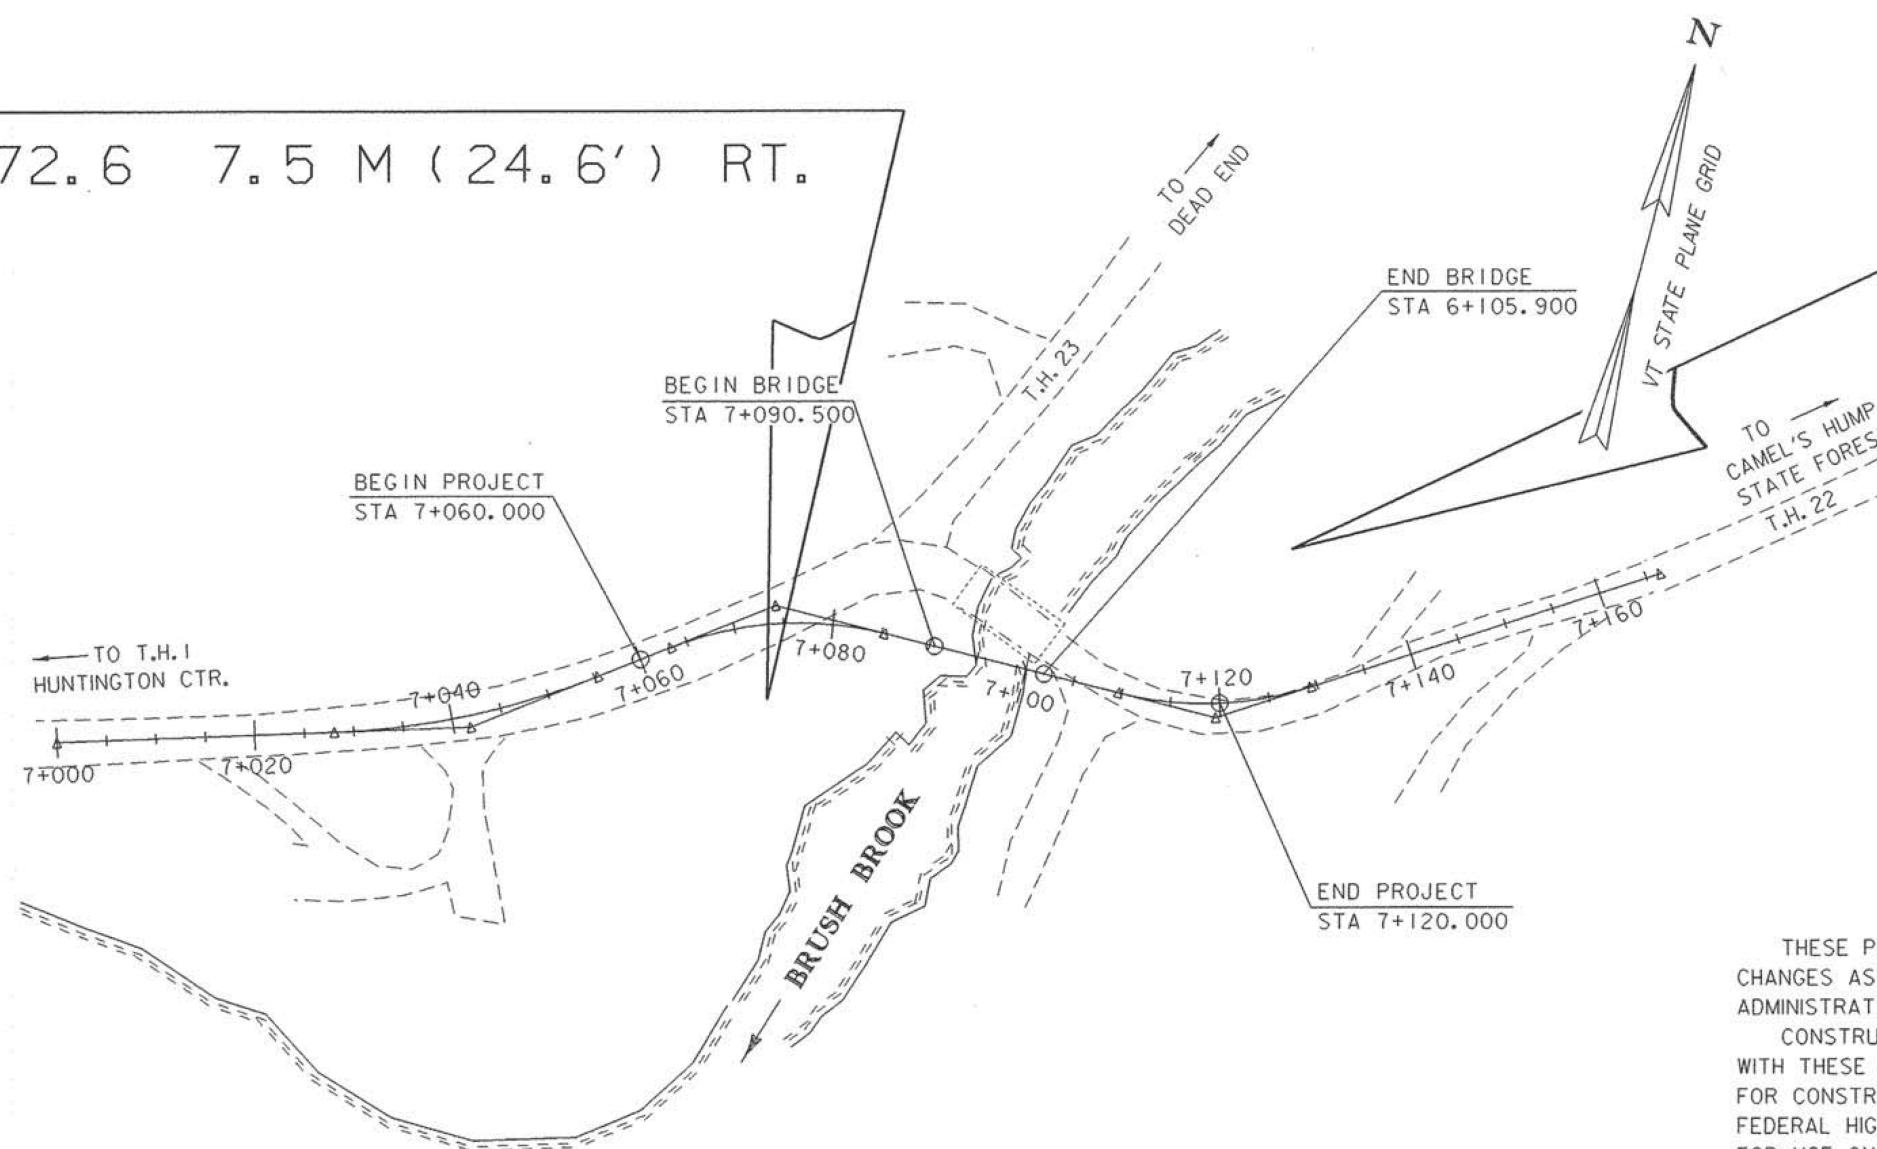 N
72.6 7.5 M (24.6') RT.
TO
DEAD END
VT STATE PLANE GRID
END BRIDGE
STA 6+105.900
T.H. 23
BEGIN BRIDGE
STA 7+090.500
TO
CAMEL'S HUMP
STATE FORES
T.H. 22
BEGIN PROJECT
STA 7+060.000
TO T.H.1
HUNTINGTON CTR.
7+000
7+020
7+040
7+060
7+080
7+100
7+120
7+140
7+160
BRUSH BROOK
END PROJECT
STA 7+120.000
THESE P
CHANGES AS
ADMINISTRAT
CONSTRU
WITH THESE
FOR CONSTR
FEDERAL HIG